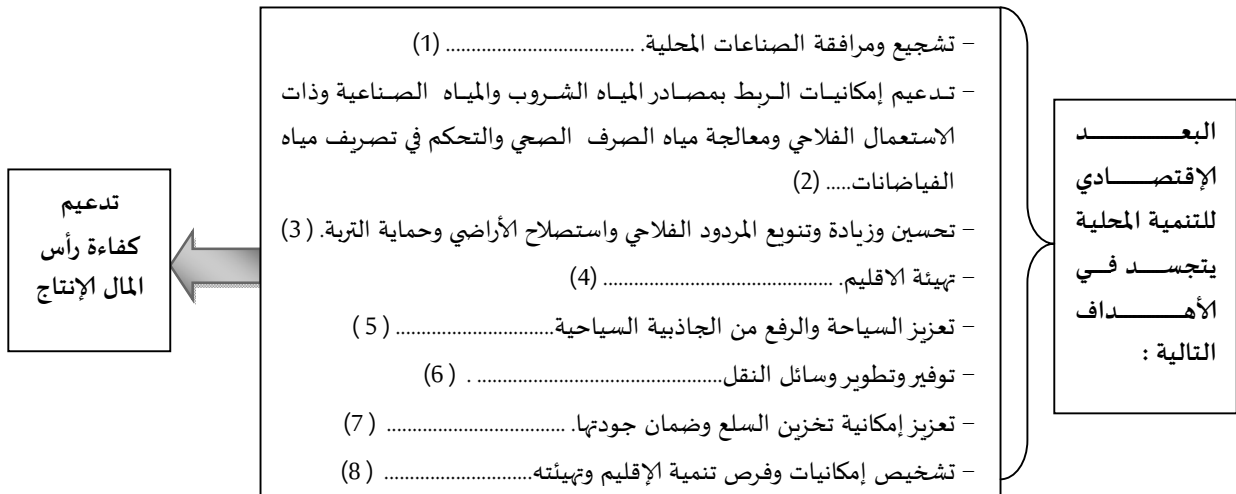 البعد
الإقتصادي
للتنمية المحلية
يتجسد في
الأهداف
التالية :
– تشجيع ومرافقة الصناعات المحلية. ................................... (1)
– تدعيم إمكانيات الربط بمصادر المياه الشروب والمياه الصناعية وذات
الاستعمال الفلاحي ومعالجة مياه الصرف الصحي والتحكم في تصريف مياه
الفياضانات..... (2)
– تحسين وزيادة وتنويع المردود الفلاحي واستصلاح الأراضي وحماية التربة. ( 3)
– تهيئة الاقليم. ........................................... (4)
– تعزيز السياحة والرفع من الجاذبية السياحية.............................. ( 5 )
– توفير وتطوير وسائل النقل.............................................. . ( 6)
– تعزيز إمكانية تخزين السلع وضمان جودتها. .................................. ( 7)
– تشخيص إمكانيات وفرص تنمية الإقليم وتهيئته............................ ( 8)
تدعيم
كفاءة رأس
المال الإنتاج